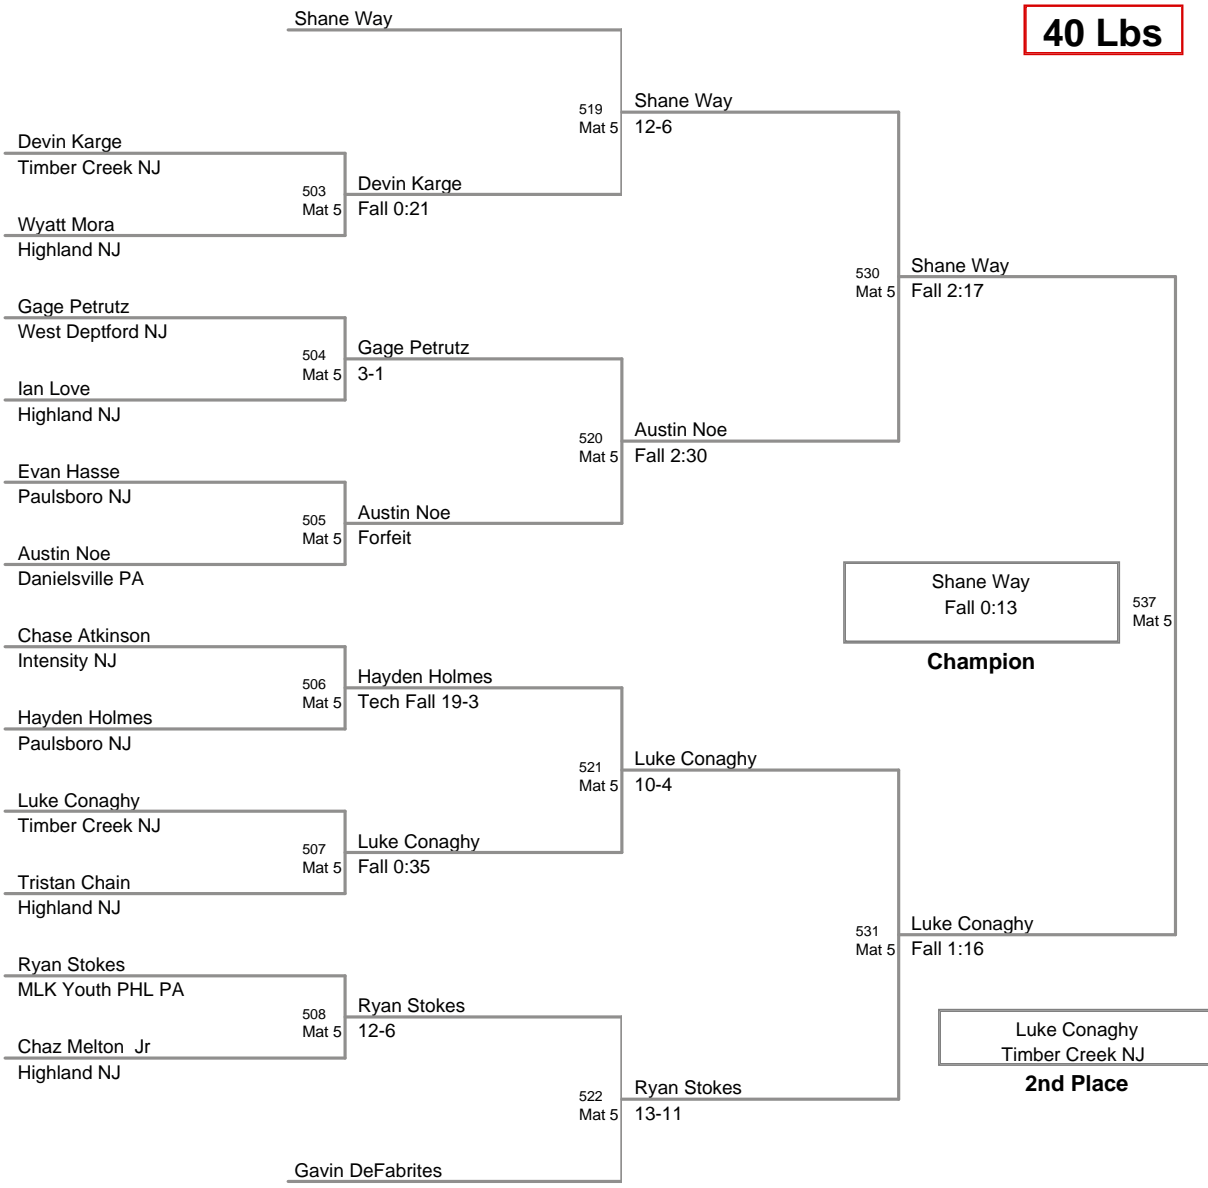 Shane Way
40 Lbs
519
Mat 5
Shane Way
12-6
Devin Karge
Timber Creek NJ
503
Mat 5
Devin Karge
Fall 0:21
Wyatt Mora
Highland NJ
530
Mat 5
Shane Way
Fall 2:17
Gage Petrutz
West Deptford NJ
504
Mat 5
Gage Petrutz
3-1
Ian Love
Highland NJ
520
Mat 5
Austin Noe
Fall 2:30
Evan Hasse
Paulsboro NJ
505
Mat 5
Austin Noe
Forfeit
Austin Noe
Danielsville PA
Shane Way
Fall 0:13
Champion
537
Mat 5
Chase Atkinson
Intensity NJ
506
Mat 5
Hayden Holmes
Tech Fall 19-3
Hayden Holmes
Paulsboro NJ
521
Mat 5
Luke Conaghy
10-4
Luke Conaghy
Timber Creek NJ
507
Mat 5
Luke Conaghy
Fall 0:35
Tristan Chain
Highland NJ
531
Mat 5
Luke Conaghy
Fall 1:16
Ryan Stokes
MLK Youth PHL PA
508
Mat 5
Ryan Stokes
12-6
Chaz Melton  Jr
Highland NJ
Luke Conaghy
Timber Creek NJ
2nd Place
522
Mat 5
Ryan Stokes
13-11
Gavin DeFabrites